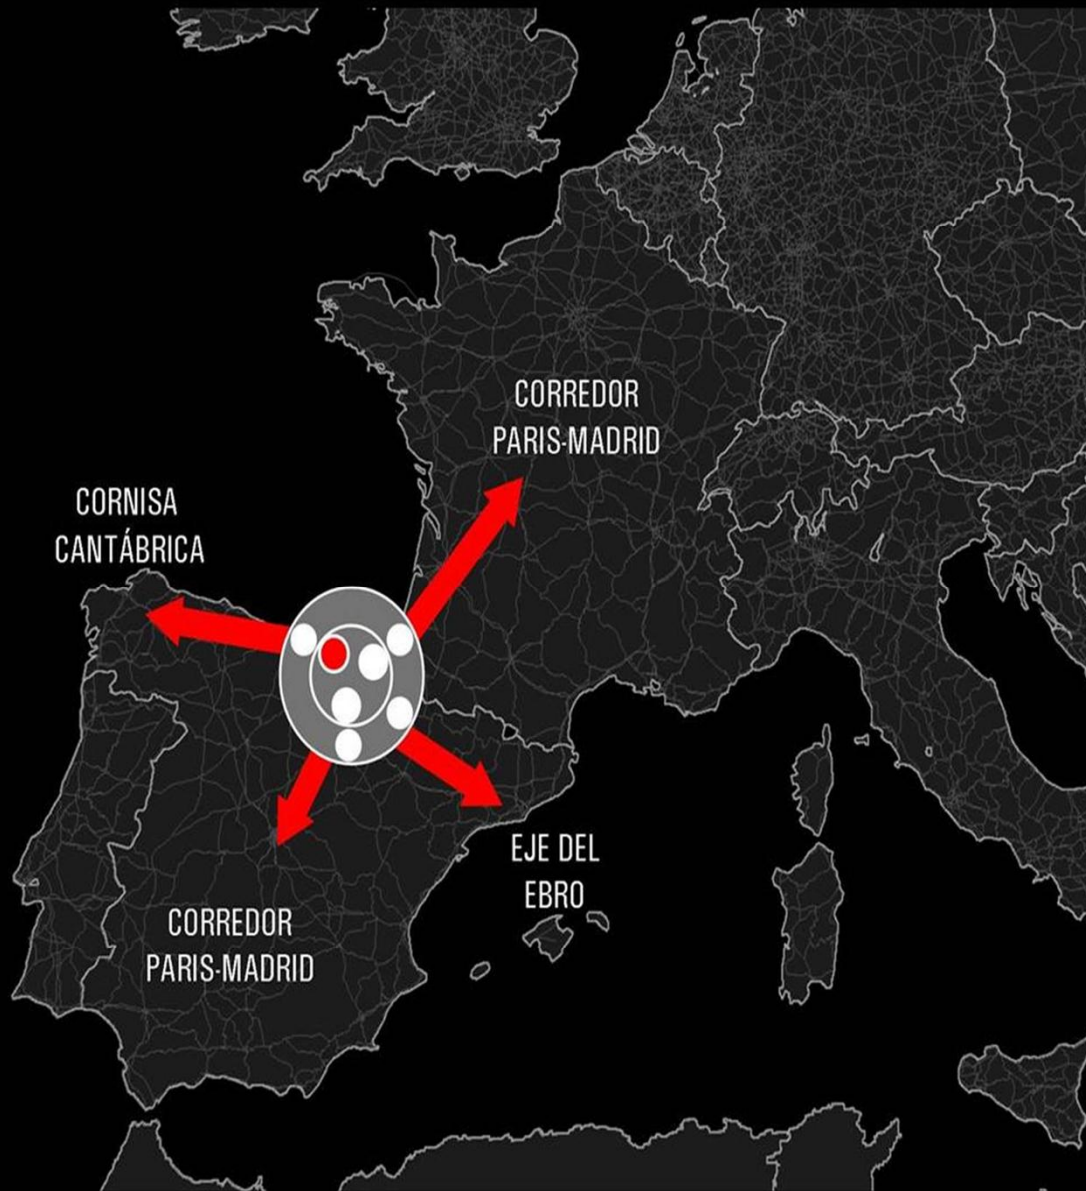 CORREDOR
PARIS-MADRID
CORNISA
CANTÁBRICA
EJE DEL
EBRO
CORREDOR
PARIS-MADRID